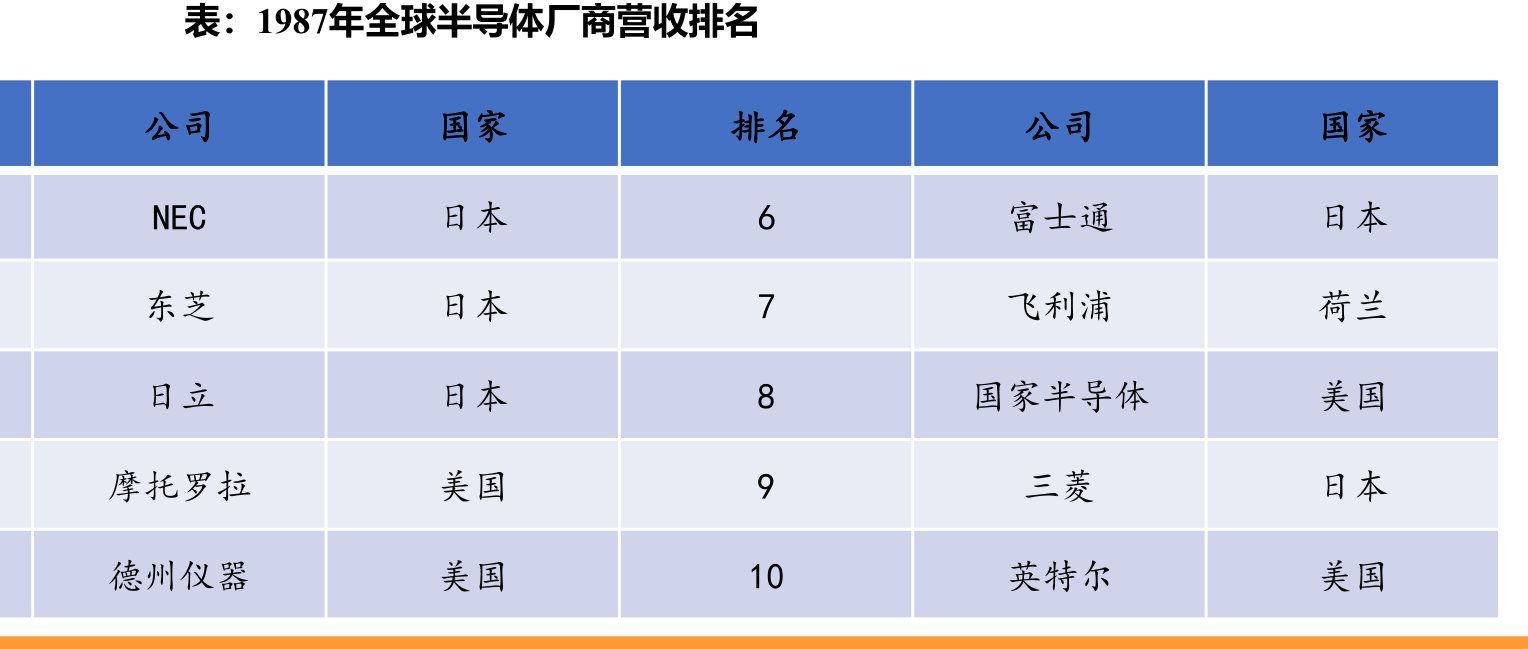 表：1987年全球半导体厂商营收排名
公司 国家 排名 公司 国家
NEC 日本 6 富士通 日本
东芝 日本 7 飞利浦 荷兰
日立 日本 8 国家半导体 美国
摩托罗拉 美国 9 三菱 日本
德州仪器 美国 10 英特尔 美国